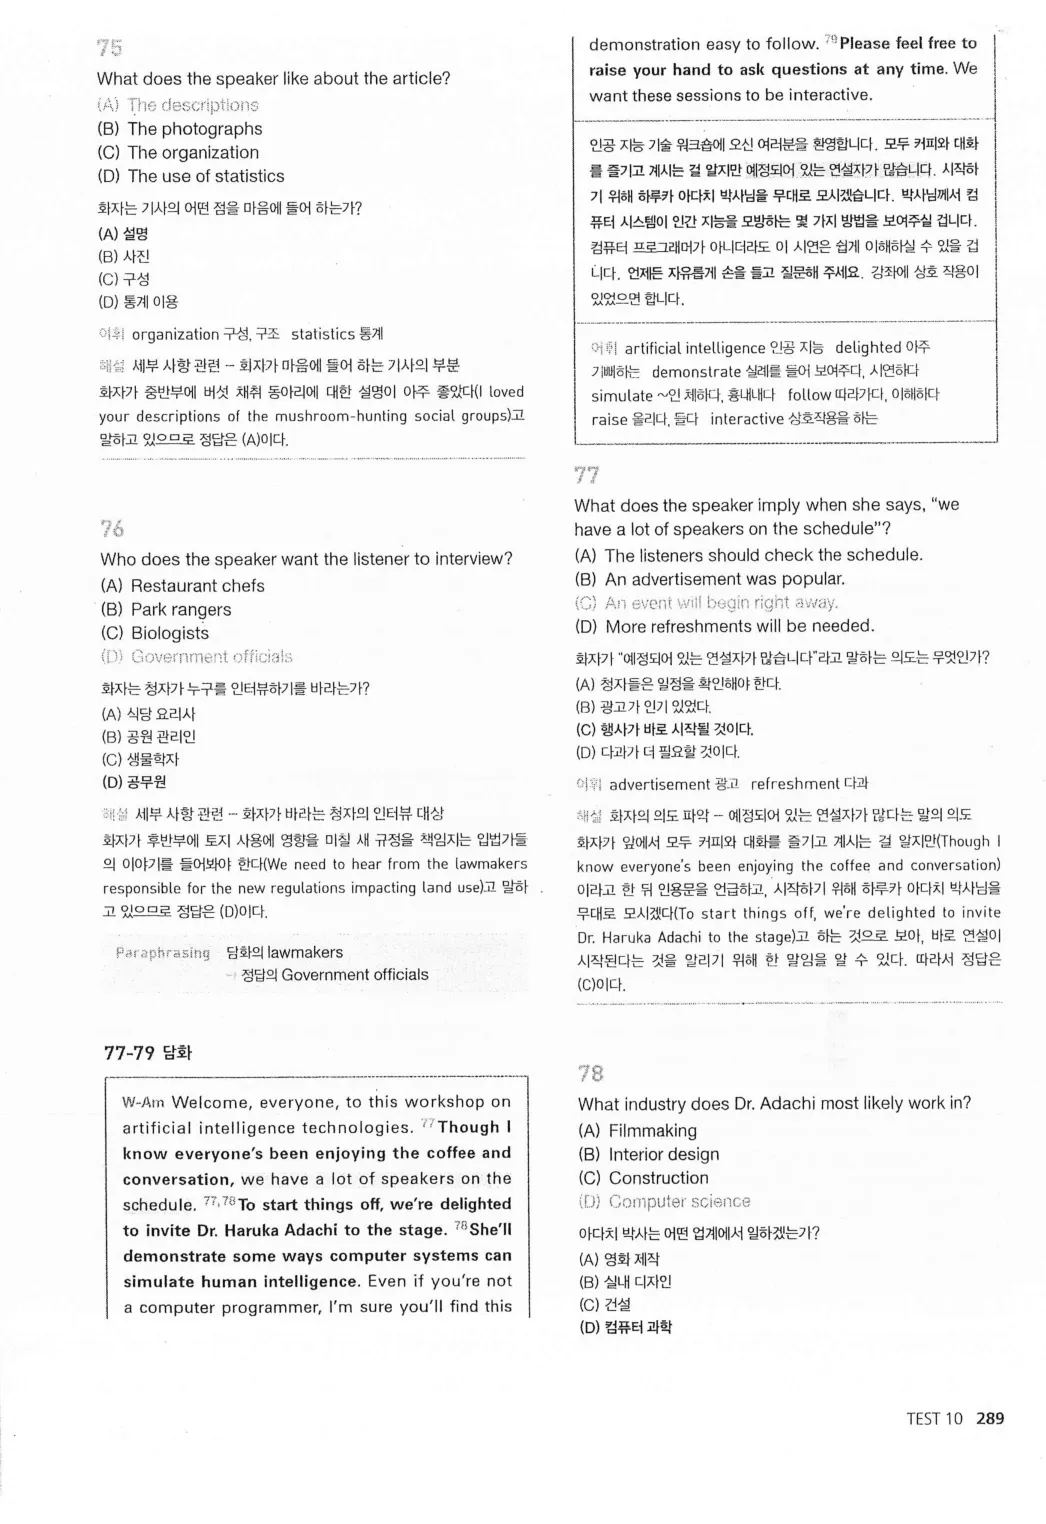 75
What does the speaker like about the article?
(A) The descriptions
(B) The photographs
(C) The organization
(D) The use of statistics
화자는 기사의 어떤 점을 마음에 들어 하는가?
(A) 설명
(B) 사진
(C) 구성
(D) 통계 이용
어휘 organization 구성, 구조 statistics 통계
해설 세부 사항 관련 – 화자가 마음에 들어 하는 기사의 부분
화자가 중반부에 버섯 채취 동아리에 대한 설명이 아주 좋았다(I loved
your descriptions of the mushroom-hunting social groups)고
말하고 있으므로 정답은 (A)이다.
76
Who does the speaker want the listener to interview?
(A) Restaurant chefs
(B) Park rangers
(C) Biologists
(D) Government officials
화자는 청자가 누구를 인터뷰하기를 바라는가?
(A) 식당 요리사
(B) 공원 관리인
(C) 생물학자
(D) 공무원
해설 세부 사항 관련 – 화자가 바라는 청자의 인터뷰 대상
화자가 후반부에 토지 사용에 영향을 미칠 새 규정을 책임지는 입법가들
의 이야기를 들어봐야 한다(We need to hear from the lawmakers
responsible for the new regulations impacting land use)고 말하
고 있으므로 정답은 (D)이다.
Paraphrasing 담화의 lawmakers
→ 정답의 Government officials
77-79 담화
W-Am Welcome, everyone, to this workshop on
artificial intelligence technologies. 77Though I
know everyone's been enjoying the coffee and
conversation, we have a lot of speakers on the
schedule. 77,78To start things off, we're delighted
to invite Dr. Haruka Adachi to the stage. 78She'll
demonstrate some ways computer systems can
simulate human intelligence. Even if you're not
a computer programmer, I'm sure you'll find this
demonstration easy to follow. 79Please feel free to
raise your hand to ask questions at any time. We
want these sessions to be interactive.
인공 지능 기술 워크숍에 오신 여러분을 환영합니다. 모두 커피와 대화
를 즐기고 계시는 걸 알지만 예정되어 있는 연설자가 많습니다. 시작하
기 위해 하루카 아다치 박사님을 무대로 모시겠습니다. 박사님께서 컴
퓨터 시스템이 인간 지능을 모방하는 몇 가지 방법을 보여주실 겁니다.
컴퓨터 프로그래머가 아니더라도 이 시연은 쉽게 이해하실 수 있을 겁
니다. 언제든 자유롭게 손을 들고 질문해 주세요. 강좌에 상호 작용이
있었으면 합니다.
어휘 artificial intelligence 인공 지능 delighted 아주
기뻐하는 demonstrate 실례를 들어 보여주다, 시연하다
simulate ~인 체하다, 흉내내다 follow 따라가다, 이해하다
raise 올리다, 들다 interactive 상호작용을 하는
77
What does the speaker imply when she says, “we
have a lot of speakers on the schedule”?
(A) The listeners should check the schedule.
(B) An advertisement was popular.
(C) An event will begin right away.
(D) More refreshments will be needed.
화자가 “예정되어 있는 연설자가 많습니다”라고 말하는 의도는 무엇인가?
(A) 청자들은 일정을 확인해야 한다.
(B) 광고가 인기 있었다.
(C) 행사가 바로 시작될 것이다.
(D) 다과가 더 필요할 것이다.
어휘 advertisement 광고 refreshment 다과
해설 화자의 의도 파악 – 예정되어 있는 연설자가 많다는 말의 의도
화자가 앞에서 모두 커피와 대화를 즐기고 계시는 걸 알지만(Though I
know everyone's been enjoying the coffee and conversation)
이라고 한 뒤 인용문을 언급하고, 시작하기 위해 하루카 아다치 박사님을
무대로 모시겠다(To start things off, we're delighted to invite
Dr. Haruka Adachi to the stage)고 하는 것으로 보아, 바로 연설이
시작된다는 것을 알리기 위해 한 말임을 알 수 있다. 따라서 정답은
(C)이다.
78
What industry does Dr. Adachi most likely work in?
(A) Filmmaking
(B) Interior design
(C) Construction
(D) Computer science
아다치 박사는 어떤 업계에서 일하겠는가?
(A) 영화 제작
(B) 실내 디자인
(C) 건설
(D) 컴퓨터 과학
TEST 10 289